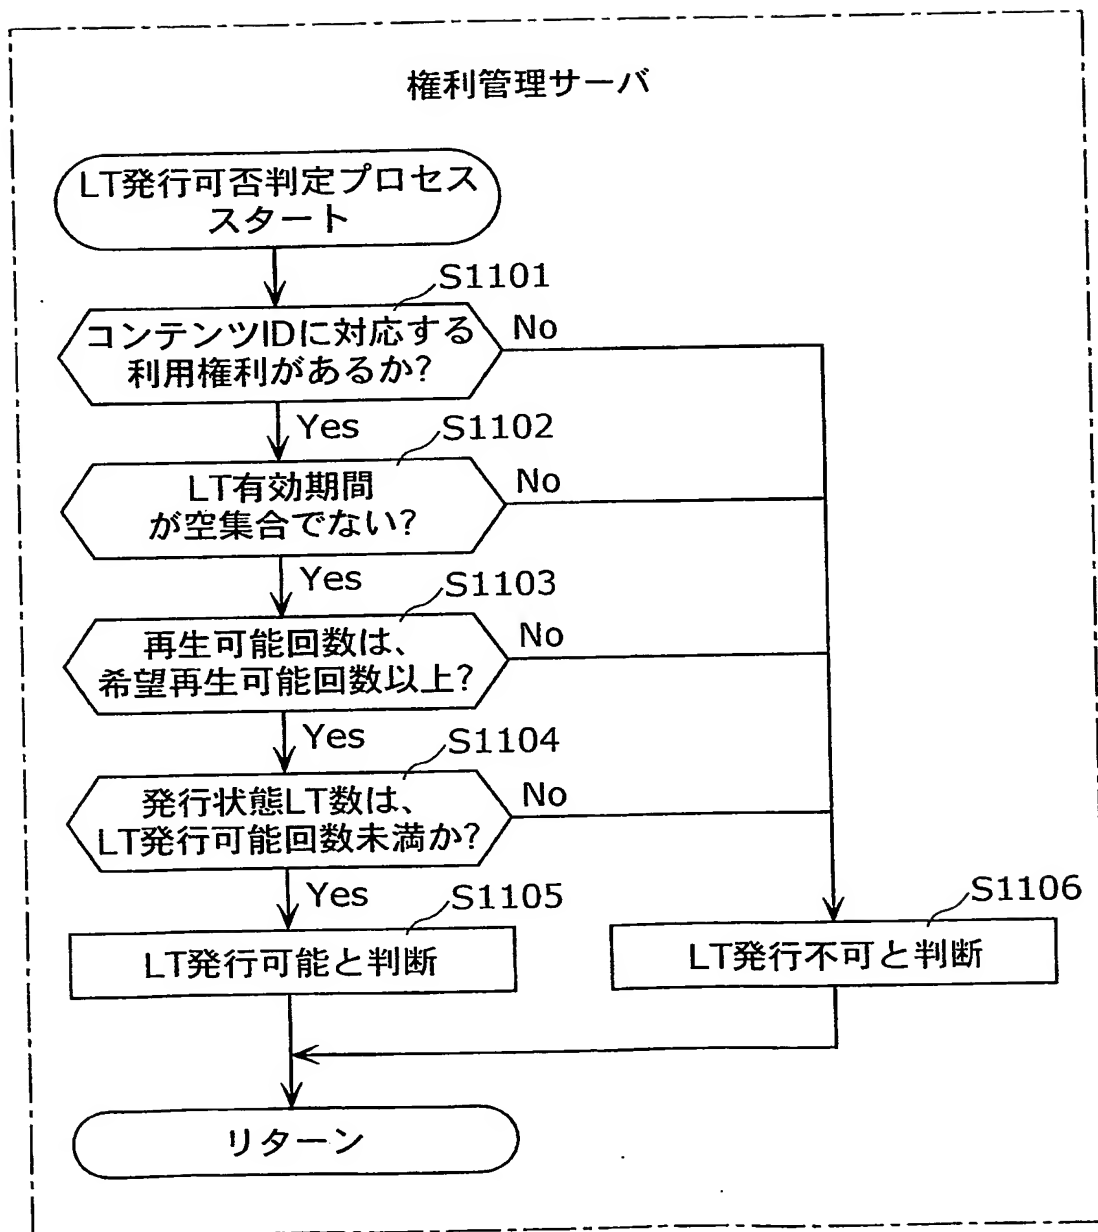 権利管理サーバ
LT発行可否判定プロセス
スタート
S1101
コンテンツIDに対応する
利用権利があるか?
No
Yes
S1102
LT有効期間
が空集合でない?
No
Yes
S1103
再生可能回数は、
希望再生可能回数以上?
No
Yes
S1104
発行状態LT数は、
LT発行可能回数未満か?
No
Yes
S1105
LT発行可能と判断
S1106
LT発行不可と判断
リターン